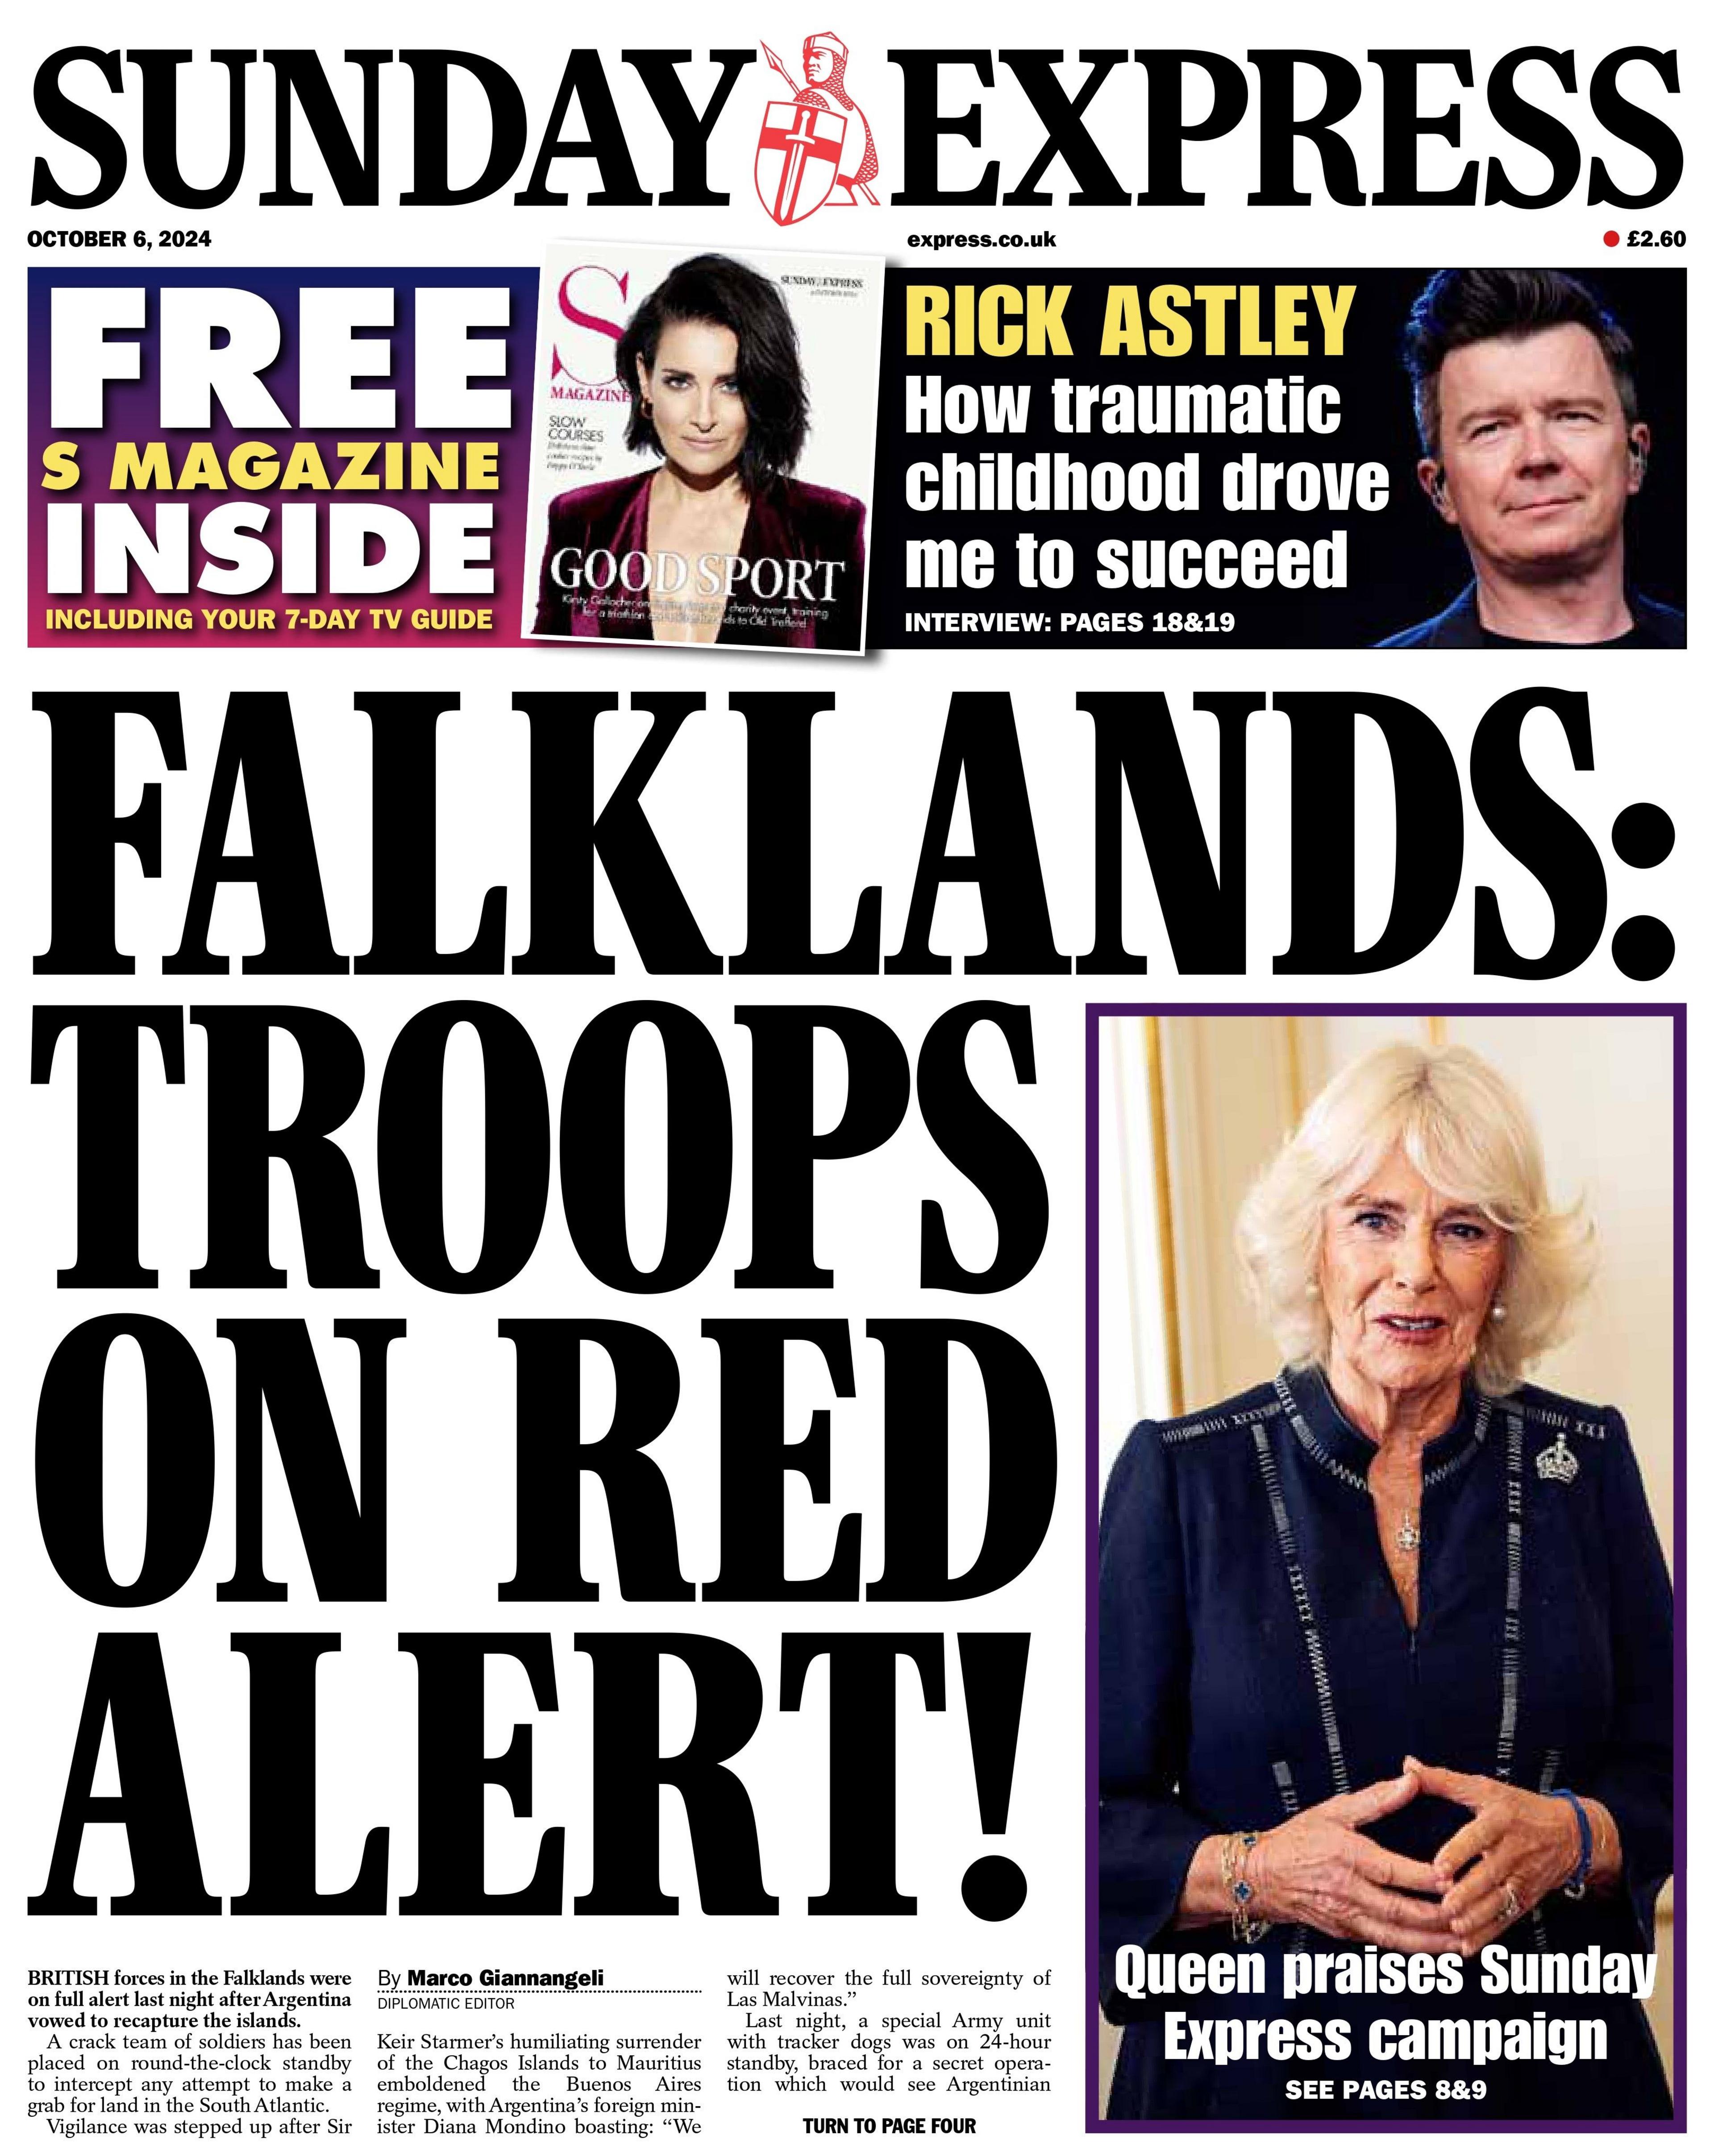 SUNDAY EXPRESS
OCTOBER 6, 2024
express.co.uk
£2.60
FREE
S MAGAZINE
INSIDE
INCLUDING YOUR 7-DAY TV GUIDE
S
MAGAZINE
SUNDAY EXPRESS
SLOW
COURSES
GOOD SPORT
RICK ASTLEY
How traumatic
childhood drove
me to succeed
INTERVIEW: PAGES 18&19
FALKLANDS:
TROOPS
ON RED
ALERT!
BRITISH forces in the Falklands were
on full alert last night after Argentina
vowed to recapture the islands.
A crack team of soldiers has been
placed on round-the-clock standby
to intercept any attempt to make a
grab for land in the South Atlantic.
Vigilance was stepped up after Sir
By Marco Giannangeli
DIPLOMATIC EDITOR
Keir Starmer's humiliating surrender
of the Chagos Islands to Mauritius
emboldened the Buenos Aires
regime, with Argentina's foreign min-
ister Diana Mondino boasting: “We
will recover the full sovereignty of
Las Malvinas.”
Last night, a special Army unit
with tracker dogs was on 24-hour
standby, braced for a secret opera-
tion which would see Argentinian
TURN TO PAGE FOUR
Queen praises Sunday
Express campaign
SEE PAGES 8&9